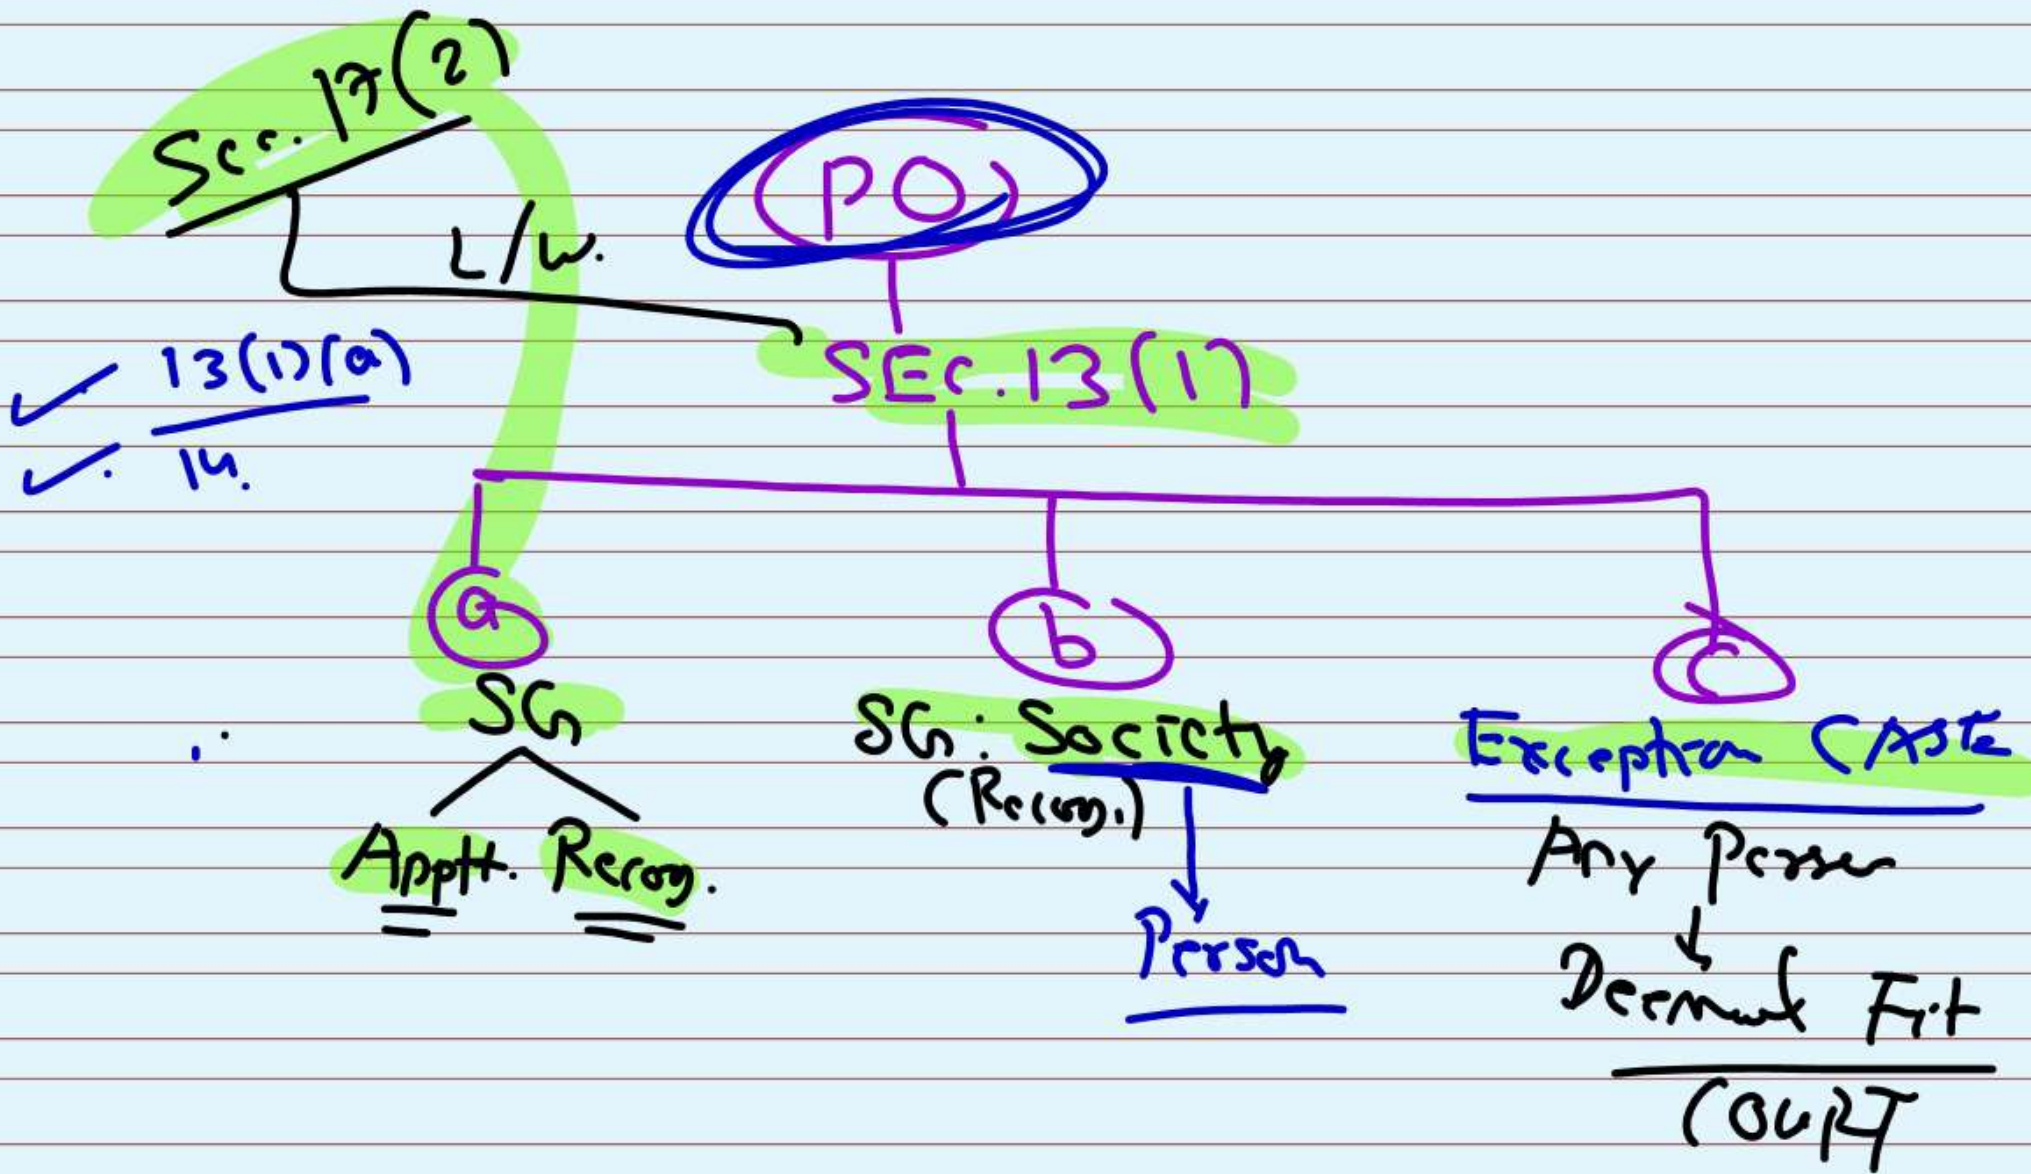 Sec. 17(2)
PO
L/w.
13(1)(a)
SEC. 13(1)
14.
a
b
c
SG
SG: Society
(Recog.)
Exception CASE
Apptt. Recog.
Any Person
Person
Deemed Fit
COURT